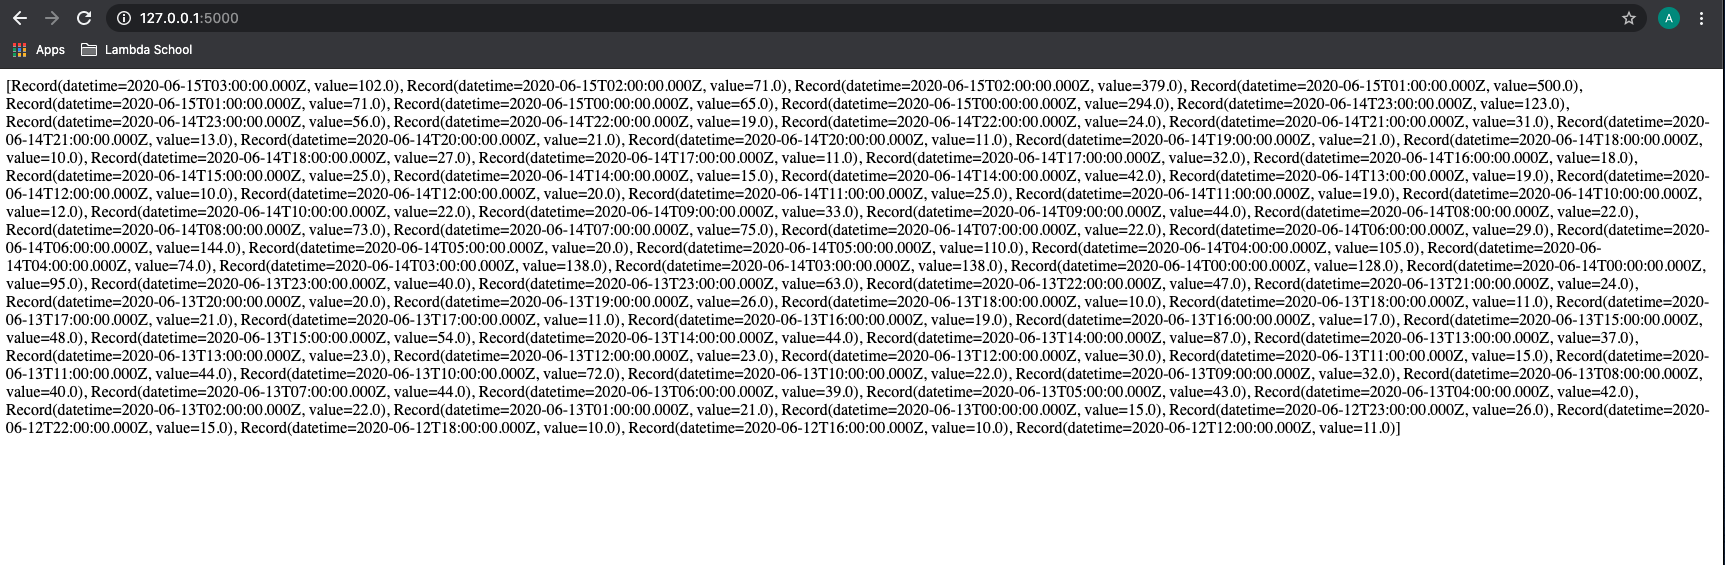 127.0.0.1:5000
A
Apps
Lambda School
[Record(datetime=2020-06-15T03:00:00.000Z, value=102.0), Record(datetime=2020-06-15T02:00:00.000Z, value=71.0), Record(datetime=2020-06-15T02:00:00.000Z, value=379.0), Record(datetime=2020-06-15T01:00:00.000Z, value=500.0),
Record(datetime=2020-06-15T01:00:00.000Z, value=71.0), Record(datetime=2020-06-15T00:00:00.000Z, value=65.0), Record(datetime=2020-06-15T00:00:00.000Z, value=294.0), Record(datetime=2020-06-14T23:00:00.000Z, value=123.0),
Record(datetime=2020-06-14T23:00:00.000Z, value=56.0), Record(datetime=2020-06-14T22:00:00.000Z, value=19.0), Record(datetime=2020-06-14T22:00:00.000Z, value=24.0), Record(datetime=2020-06-14T21:00:00.000Z, value=31.0), Record(datetime=2020-
06-14T21:00:00.000Z, value=13.0), Record(datetime=2020-06-14T20:00:00.000Z, value=21.0), Record(datetime=2020-06-14T20:00:00.000Z, value=11.0), Record(datetime=2020-06-14T19:00:00.000Z, value=21.0), Record(datetime=2020-06-14T18:00:00.000Z,
value=10.0), Record(datetime=2020-06-14T18:00:00.000Z, value=27.0), Record(datetime=2020-06-14T17:00:00.000Z, value=11.0), Record(datetime=2020-06-14T17:00:00.000Z, value=32.0), Record(datetime=2020-06-14T16:00:00.000Z, value=18.0),
Record(datetime=2020-06-14T15:00:00.000Z, value=25.0), Record(datetime=2020-06-14T14:00:00.000Z, value=15.0), Record(datetime=2020-06-14T14:00:00.000Z, value=42.0), Record(datetime=2020-06-14T13:00:00.000Z, value=19.0), Record(datetime=2020-
06-14T12:00:00.000Z, value=10.0), Record(datetime=2020-06-14T12:00:00.000Z, value=20.0), Record(datetime=2020-06-14T11:00:00.000Z, value=25.0), Record(datetime=2020-06-14T11:00:00.000Z, value=19.0), Record(datetime=2020-06-14T10:00:00.000Z,
value=12.0), Record(datetime=2020-06-14T10:00:00.000Z, value=22.0), Record(datetime=2020-06-14T09:00:00.000Z, value=33.0), Record(datetime=2020-06-14T09:00:00.000Z, value=44.0), Record(datetime=2020-06-14T08:00:00.000Z, value=22.0),
Record(datetime=2020-06-14T08:00:00.000Z, value=73.0), Record(datetime=2020-06-14T07:00:00.000Z, value=75.0), Record(datetime=2020-06-14T07:00:00.000Z, value=22.0), Record(datetime=2020-06-14T06:00:00.000Z, value=29.0), Record(datetime=2020-
06-14T06:00:00.000Z, value=144.0), Record(datetime=2020-06-14T05:00:00.000Z, value=20.0), Record(datetime=2020-06-14T05:00:00.000Z, value=110.0), Record(datetime=2020-06-14T04:00:00.000Z, value=105.0), Record(datetime=2020-06-
14T04:00:00.000Z, value=74.0), Record(datetime=2020-06-14T03:00:00.000Z, value=138.0), Record(datetime=2020-06-14T03:00:00.000Z, value=138.0), Record(datetime=2020-06-14T00:00:00.000Z, value=128.0), Record(datetime=2020-06-14T00:00:00.000Z,
value=95.0), Record(datetime=2020-06-13T23:00:00.000Z, value=40.0), Record(datetime=2020-06-13T23:00:00.000Z, value=63.0), Record(datetime=2020-06-13T22:00:00.000Z, value=47.0), Record(datetime=2020-06-13T21:00:00.000Z, value=24.0),
Record(datetime=2020-06-13T20:00:00.000Z, value=20.0), Record(datetime=2020-06-13T19:00:00.000Z, value=26.0), Record(datetime=2020-06-13T18:00:00.000Z, value=10.0), Record(datetime=2020-06-13T18:00:00.000Z, value=11.0), Record(datetime=2020-
06-13T17:00:00.000Z, value=21.0), Record(datetime=2020-06-13T17:00:00.000Z, value=11.0), Record(datetime=2020-06-13T16:00:00.000Z, value=19.0), Record(datetime=2020-06-13T16:00:00.000Z, value=17.0), Record(datetime=2020-06-13T15:00:00.000Z,
value=48.0), Record(datetime=2020-06-13T15:00:00.000Z, value=54.0), Record(datetime=2020-06-13T14:00:00.000Z, value=44.0), Record(datetime=2020-06-13T14:00:00.000Z, value=87.0), Record(datetime=2020-06-13T13:00:00.000Z, value=37.0),
Record(datetime=2020-06-13T13:00:00.000Z, value=23.0), Record(datetime=2020-06-13T12:00:00.000Z, value=23.0), Record(datetime=2020-06-13T12:00:00.000Z, value=30.0), Record(datetime=2020-06-13T11:00:00.000Z, value=15.0), Record(datetime=2020-
06-13T11:00:00.000Z, value=44.0), Record(datetime=2020-06-13T10:00:00.000Z, value=72.0), Record(datetime=2020-06-13T10:00:00.000Z, value=22.0), Record(datetime=2020-06-13T09:00:00.000Z, value=32.0), Record(datetime=2020-06-13T08:00:00.000Z,
value=40.0), Record(datetime=2020-06-13T07:00:00.000Z, value=44.0), Record(datetime=2020-06-13T06:00:00.000Z, value=39.0), Record(datetime=2020-06-13T05:00:00.000Z, value=43.0), Record(datetime=2020-06-13T04:00:00.000Z, value=42.0),
Record(datetime=2020-06-13T02:00:00.000Z, value=22.0), Record(datetime=2020-06-13T01:00:00.000Z, value=21.0), Record(datetime=2020-06-13T00:00:00.000Z, value=15.0), Record(datetime=2020-06-12T23:00:00.000Z, value=26.0), Record(datetime=2020-
06-12T22:00:00.000Z, value=15.0), Record(datetime=2020-06-12T18:00:00.000Z, value=10.0), Record(datetime=2020-06-12T16:00:00.000Z, value=10.0), Record(datetime=2020-06-12T12:00:00.000Z, value=11.0)]